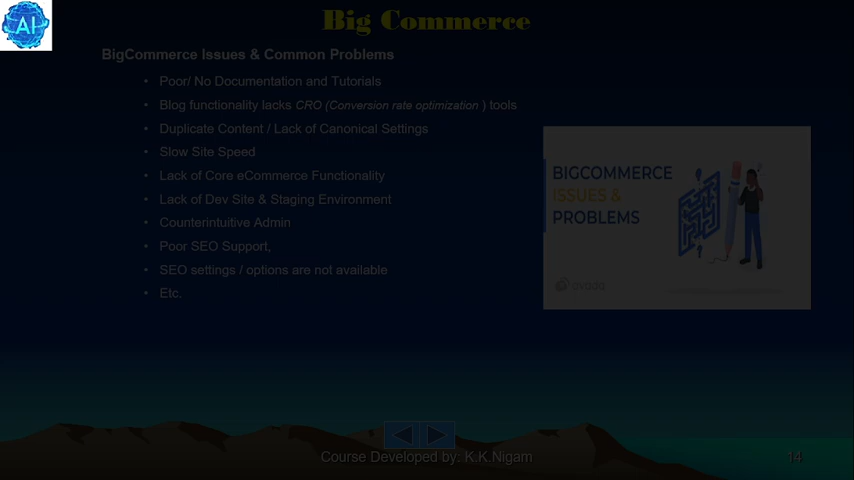 AI
Big Commerce
BigCommerce Issues & Common Problems
• Poor/ No Documentation and Tutorials
• Blog functionality lacks CRO (Conversion rate optimization ) tools
• Duplicate Content / Lack of Canonical Settings
• Slow Site Speed
• Lack of Core eCommerce Functionality
• Lack of Dev Site & Staging Environment
• Counterintuitive Admin
• Poor SEO Support,
• SEO settings / options are not available
• Etc.
BIGCOMMERCE
ISSUES &
PROBLEMS
avada
Course Developed by: K.K.Nigam
14